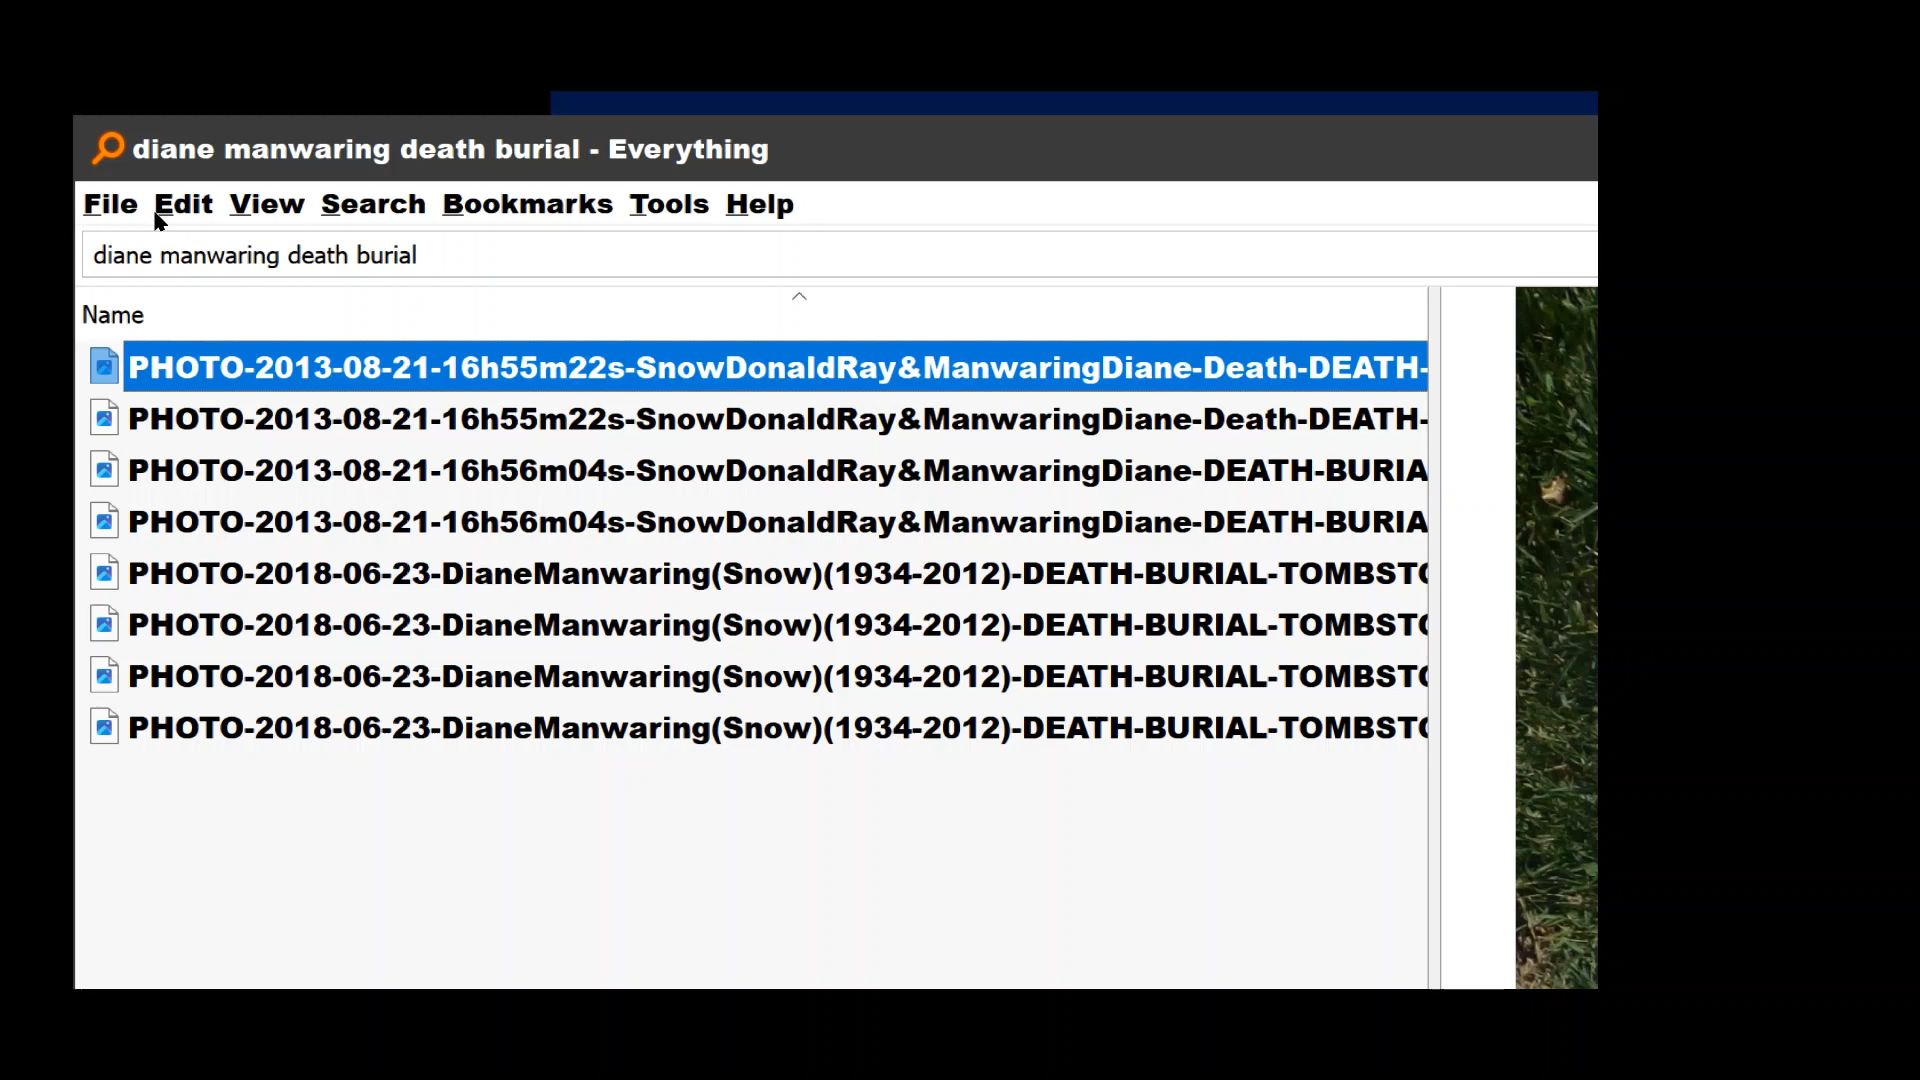 diane manwaring death burial - Everything
File Edit View Search Bookmarks Tools Help
diane manwaring death burial
Name
PHOTO-2013-08-21-16h55m22s-SnowDonaldRay&ManwaringDiane-Death-DEATH-
PHOTO-2013-08-21-16h55m22s-SnowDonaldRay&ManwaringDiane-Death-DEATH-
PHOTO-2013-08-21-16h56m04s-SnowDonaldRay&ManwaringDiane-DEATH-BURIA
PHOTO-2013-08-21-16h56m04s-SnowDonaldRay&ManwaringDiane-DEATH-BURIA
PHOTO-2018-06-23-DianeManwaring(Snow)(1934-2012)-DEATH-BURIAL-TOMBSTO
PHOTO-2018-06-23-DianeManwaring(Snow)(1934-2012)-DEATH-BURIAL-TOMBSTO
PHOTO-2018-06-23-DianeManwaring(Snow)(1934-2012)-DEATH-BURIAL-TOMBSTO
PHOTO-2018-06-23-DianeManwaring(Snow)(1934-2012)-DEATH-BURIAL-TOMBSTO